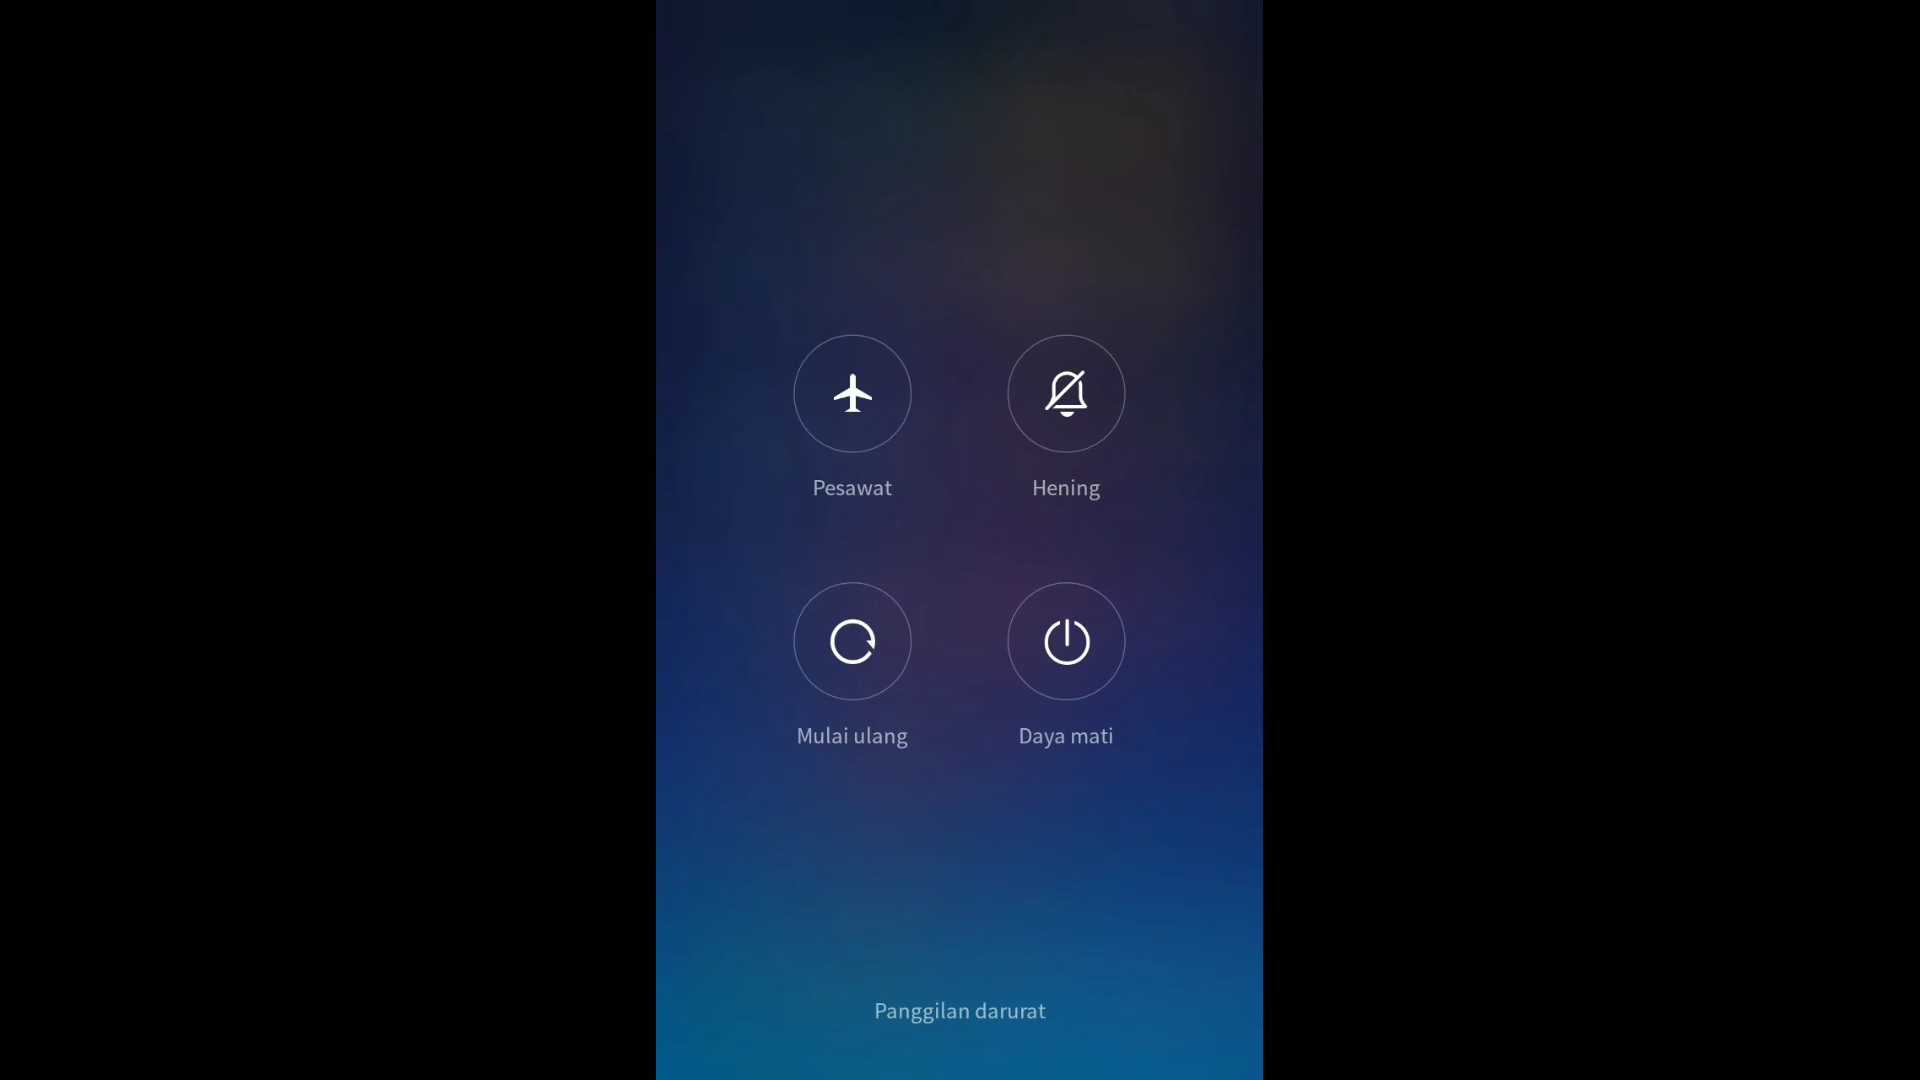 Pesawat
Hening
Mulai ulang
Daya mati
Panggilan darurat